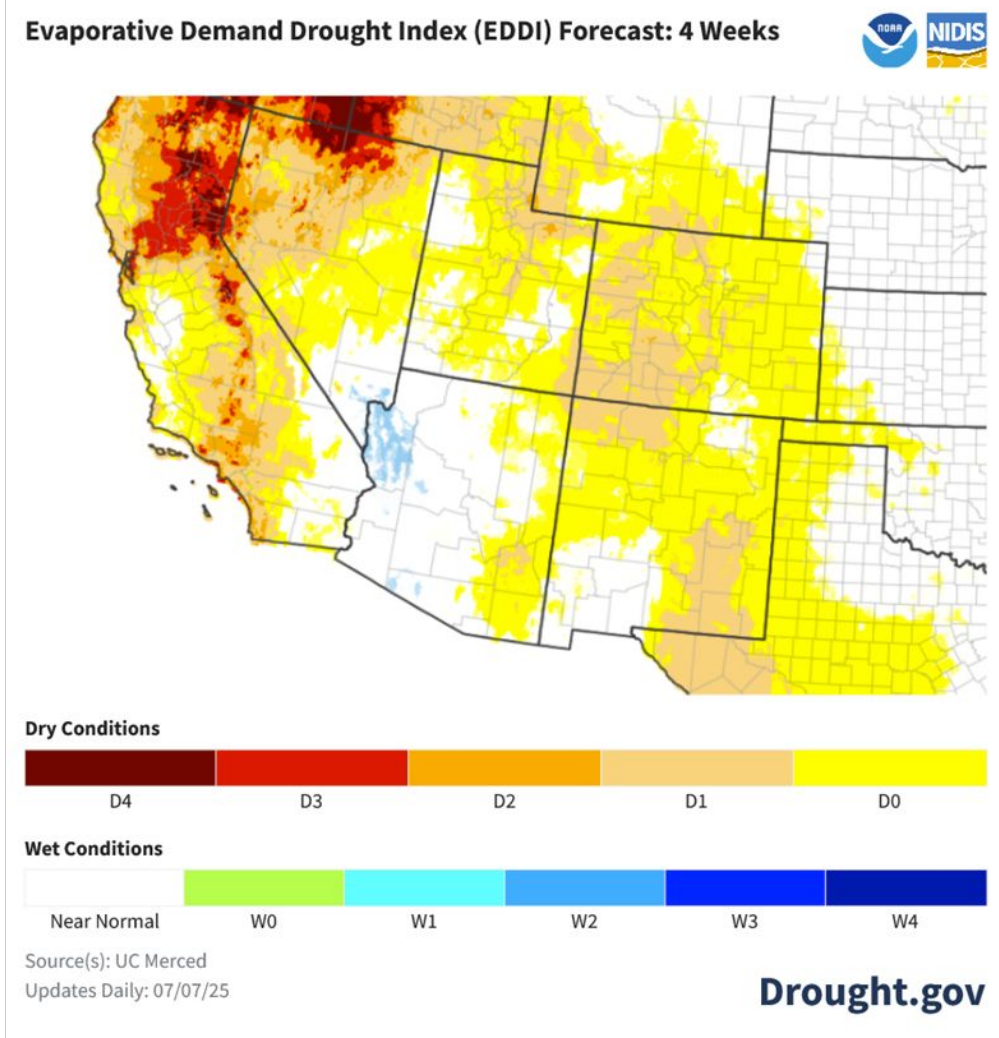 Evaporative Demand Drought Index (EDDI) Forecast: 4 Weeks
NOAA
NIDIS
Dry Conditions
D4 D3 D2 D1 D0
Wet Conditions
Near Normal W0 W1 W2 W3 W4
Source(s): UC Merced
Updates Daily: 07/07/25
Drought.gov